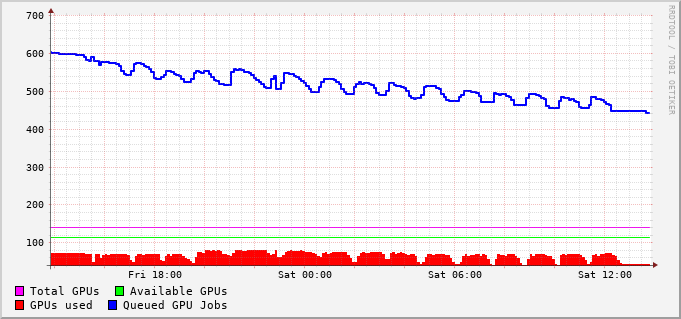 700
600
500
400
300
200
100
Fri 18:00 Sat 00:00 Sat 06:00 Sat 12:00
Total GPUs Available GPUs
GPUs used Queued GPU Jobs
RRDTOOL / TOBI OETIKER